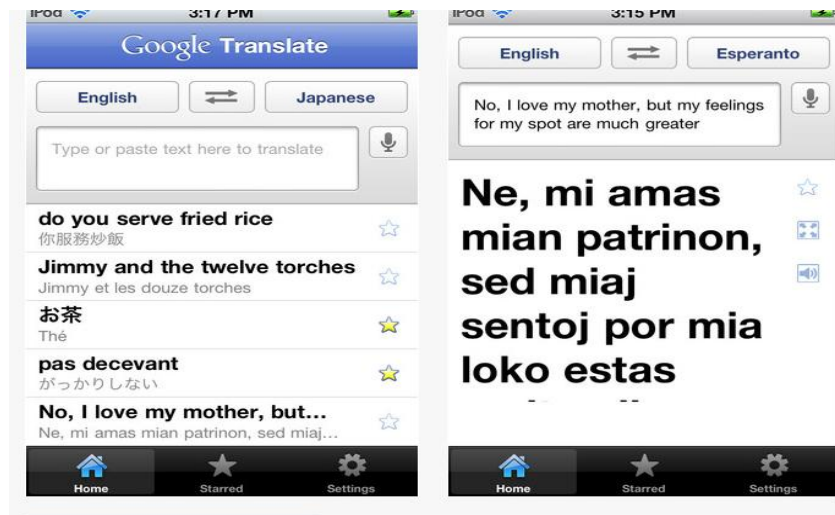 iPod 3:17 PM
Google Translate
English Japanese
Type or paste text here to translate
do you serve fried rice
你服務炒飯
Jimmy and the twelve torches
Jimmy et les douze torches
お茶
Thé
pas decevant
がっかりしない
No, I love my mother, but...
Ne, mi amas mian patrinon, sed miaj...
Home Starred Settings
iPod 3:15 PM
English Esperanto
No, I love my mother, but my feelings
for my spot are much greater
Ne, mi amas
mian patrinon,
sed miaj
sentoj por mia
loko estas
Home Starred Settings